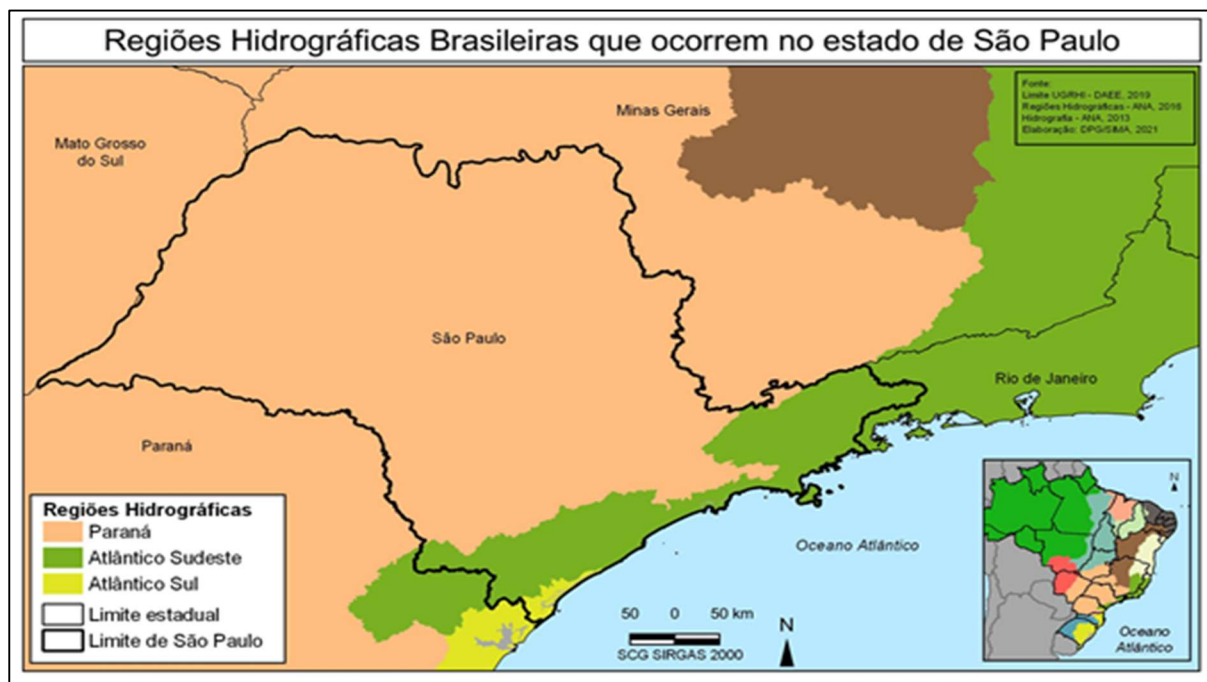 Regiões Hidrográficas Brasileiras que ocorrem no estado de São Paulo
Fonte:
Limite UGRHI - DAEE, 2019
Regiões Hidrográficas - ANA, 2016
Hidrografia - ANA, 2013
Elaboração: DPG/SIMA, 2021
Minas Gerais
Mato Grosso
do Sul
São Paulo
Rio de Janeiro
Paraná
Oceano Atlântico
Regiões Hidrográficas
Paraná
Atlântico Sudeste
Atlântico Sul
Limite estadual
Limite de São Paulo
50 0 50 km
SCG SIRGAS 2000
N
N
Oceano
Atlântico